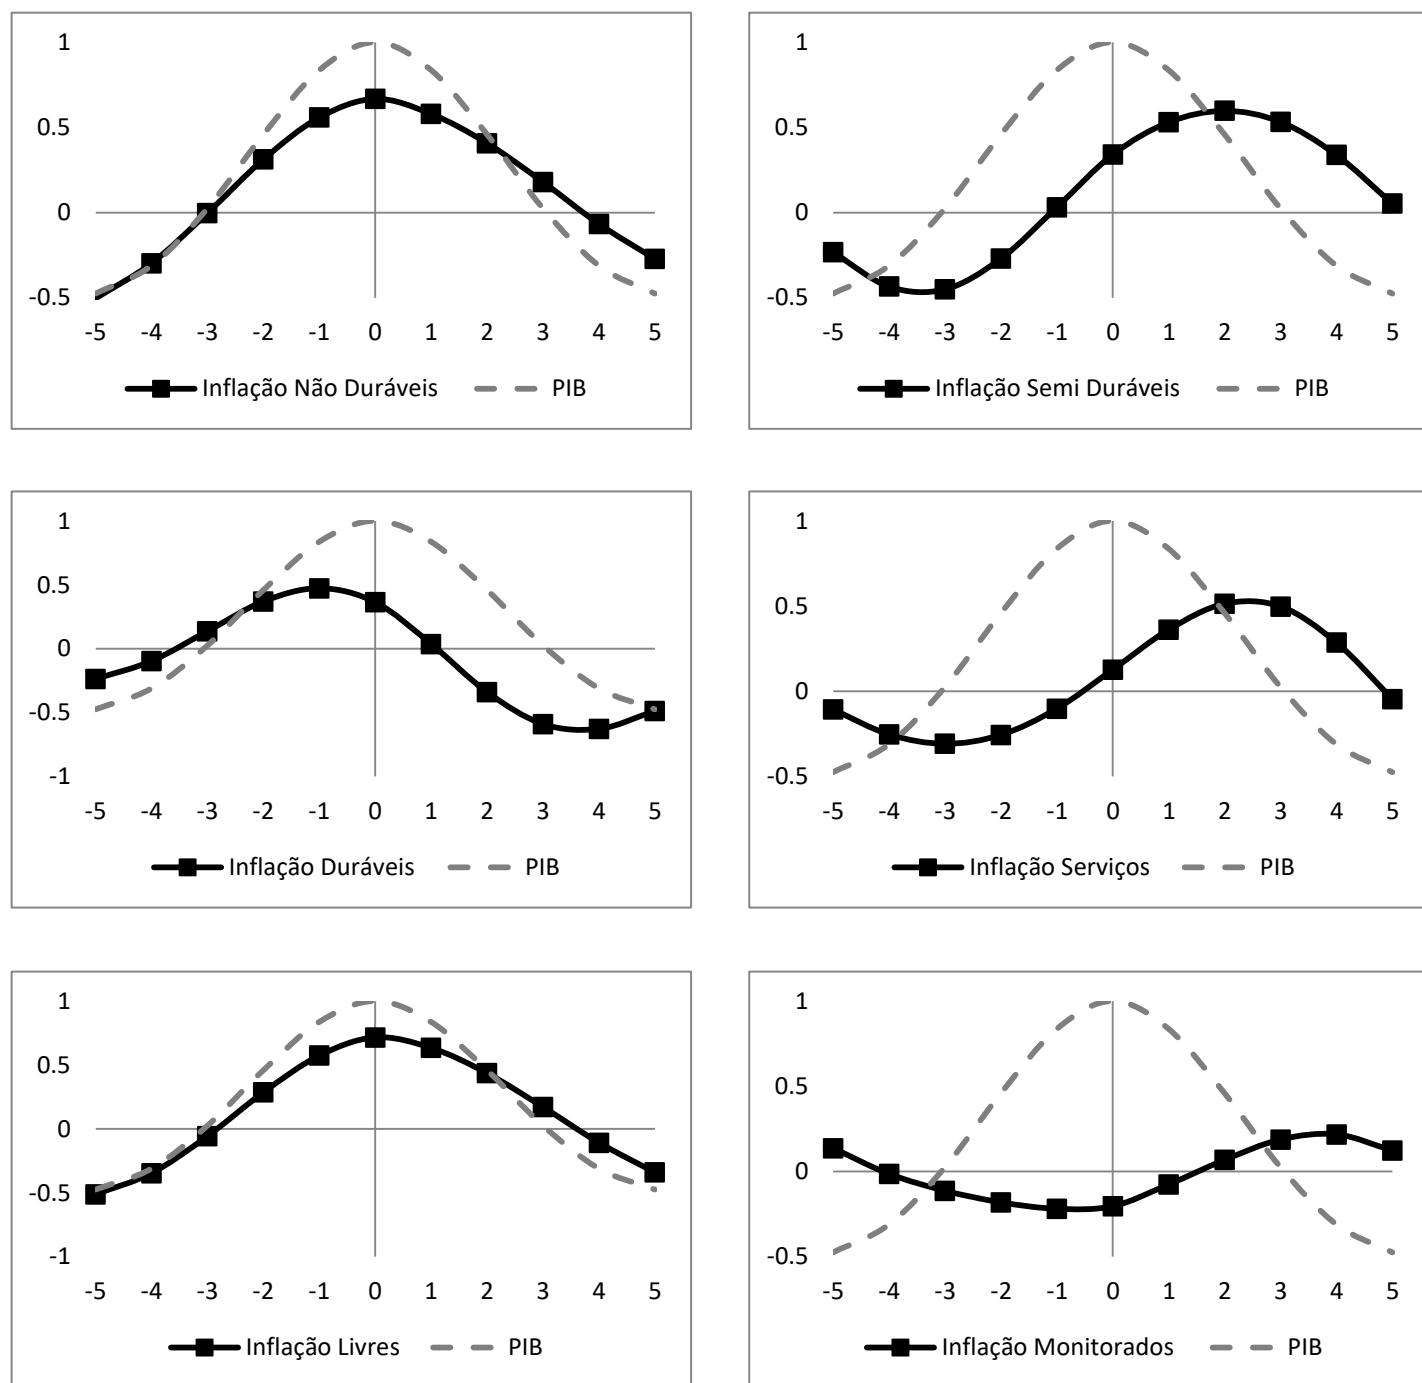 1
0.5
0
-0.5
-5 -4 -3 -2 -1 0 1 2 3 4 5
Inflação Não Duráveis PIB
1
0.5
0
-0.5
-5 -4 -3 -2 -1 0 1 2 3 4 5
Inflação Semi Duráveis PIB
1
0.5
0
-0.5
-1
-5 -4 -3 -2 -1 0 1 2 3 4 5
Inflação Duráveis PIB
1
0.5
0
-0.5
-5 -4 -3 -2 -1 0 1 2 3 4 5
Inflação Serviços PIB
1
0.5
0
-0.5
-1
-5 -4 -3 -2 -1 0 1 2 3 4 5
Inflação Livres PIB
1
0.5
0
-0.5
-5 -4 -3 -2 -1 0 1 2 3 4 5
Inflação Monitorados PIB